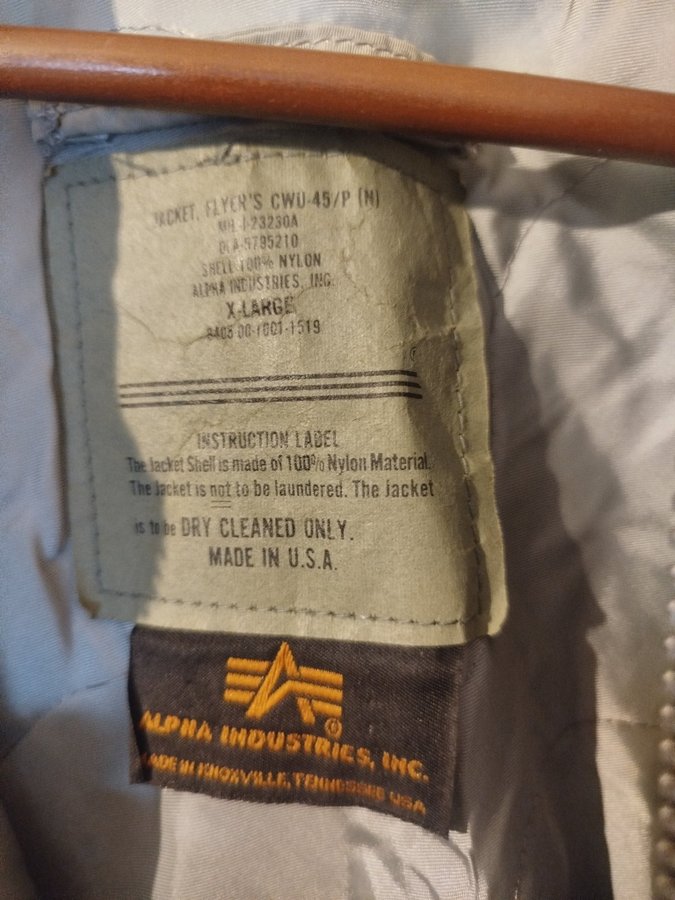 JACKET, FLYER'S CWU-45/P (N)
MIL-J-23230A
DLA-9795210
SHELL 100% NYLON
ALPHA INDUSTRIES, INC.
X-LARGE
8405-00-1001-1519
INSTRUCTION LABEL
The Jacket Shell is made of 100% Nylon Material.
The Jacket is not to be laundered. The Jacket
is to be DRY CLEANED ONLY.
MADE IN U.S.A.
ALPHA INDUSTRIES, INC.
MADE IN KNOXVILLE, TENNESSEE USA